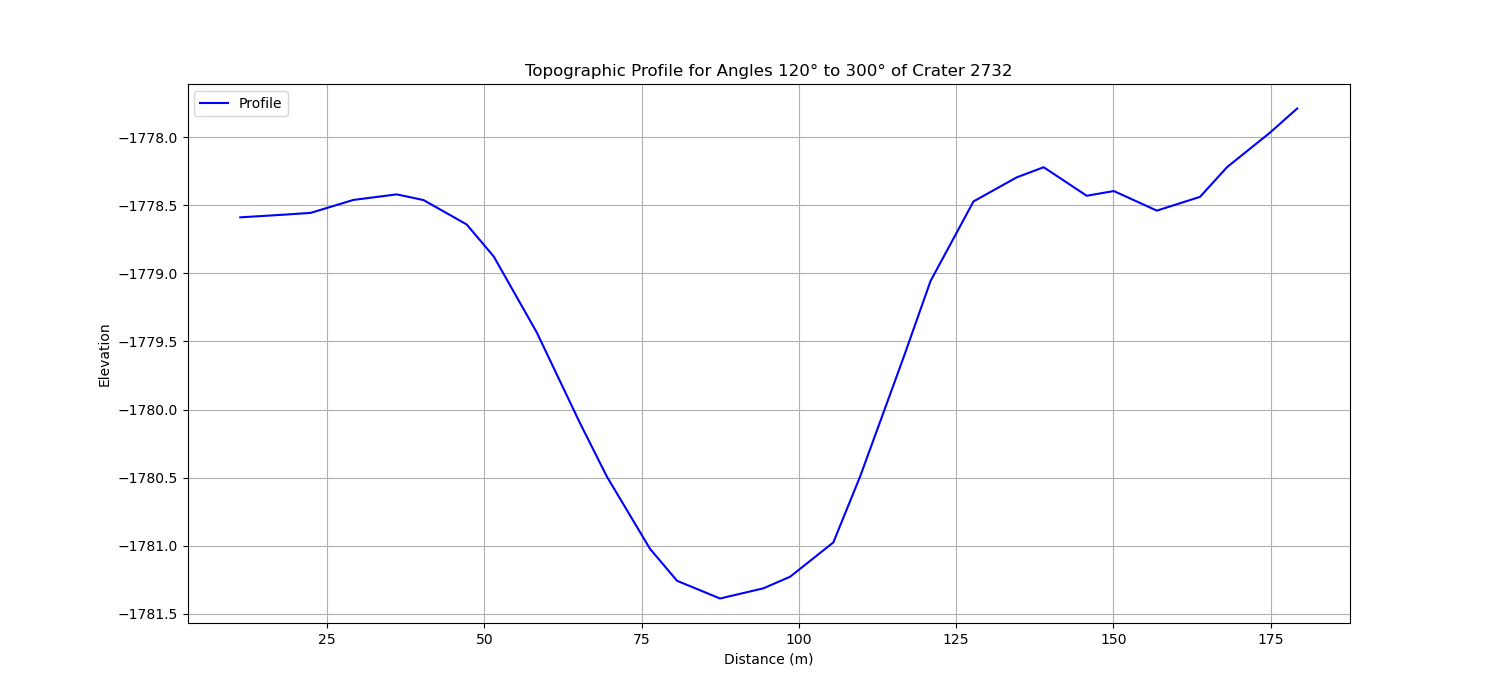 Topographic Profile for Angles 120° to 300° of Crater 2732
Profile
−1778.0
−1778.5
−1779.0
−1779.5
−1780.0
−1780.5
−1781.0
−1781.5
Elevation
25 50 75 100 125 150 175
Distance (m)